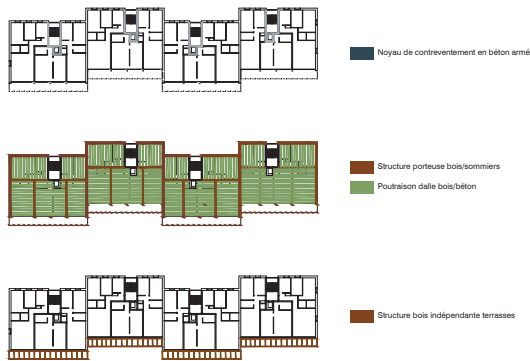 Noyau de contreventement en béton armé
Structure porteuse bois/sommiers
Poutraison dalle bois/béton
Structure bois indépendante terrasses